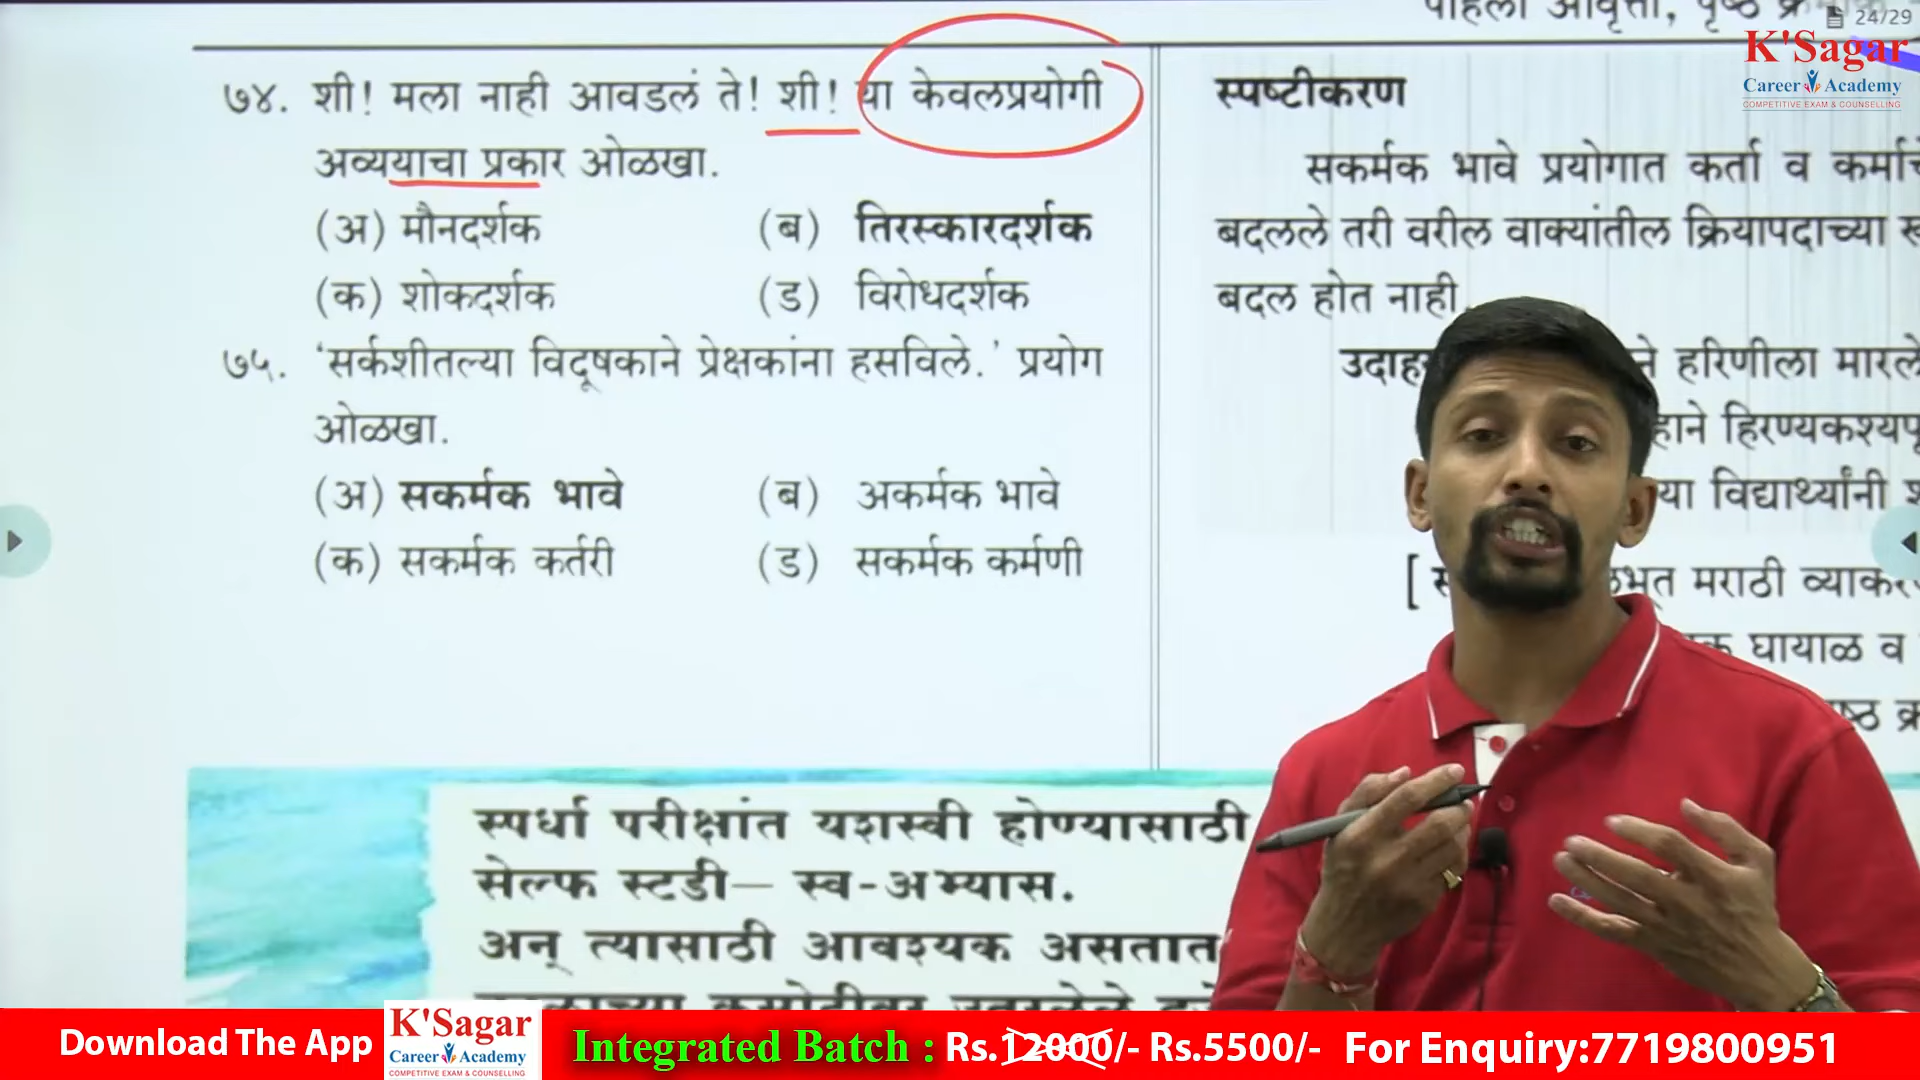 पहिली आवृत्ती, पृष्ठ
24/29
K'Sagar
Career Academy
COMPETITIVE EXAM & COUNSELLING
७४. शी! मला नाही आवडलं ते! शी! या केवलप्रयोगी
अव्ययाचा प्रकार ओळखा.
(अ) मौनदर्शक (ब) तिरस्कारदर्शक
(क) शोकदर्शक (ड) विरोधदर्शक
७५. ‘सर्कशीतल्या विदूषकाने प्रेक्षकांना हसविले.’ प्रयोग
ओळखा.
(अ) सकर्मक भावे (ब) अकर्मक भावे
(क) सकर्मक कर्तरी (ड) सकर्मक कर्मणी
स्पष्टीकरण
सकर्मक भावे प्रयोगात कर्ता व
बदलले तरी वरील वाक्यांतील क्रियापदाच्या
बदल होत नाही.
हरिणीला मारले
विद्यार्थ्यांनी
मराठी
घायाळ व
स्पर्धा परीक्षांत यशस्वी होण्यासाठी
सेल्फ स्टडी— स्व-अभ्यास.
अन् त्यासाठी आवश्यक असतात
Download The App
K'Sagar
Career Academy
COMPETITIVE EXAM & COUNSELLING
Integrated Batch : Rs.12000/- Rs.5500/- For Enquiry:7719800951